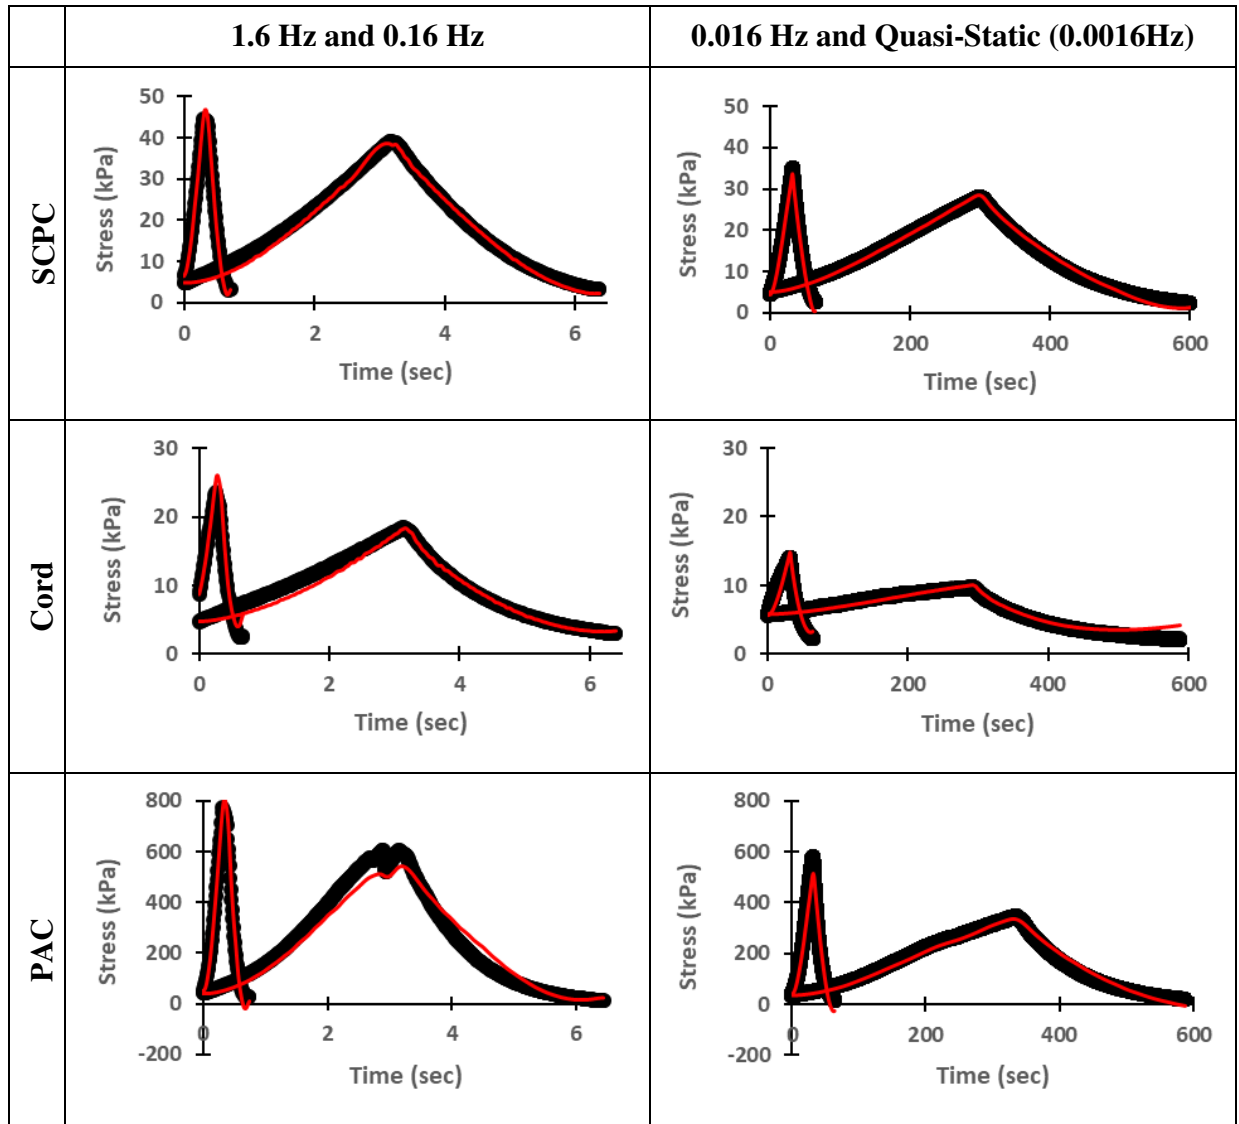 1.6 Hz and 0.16 Hz
0.016 Hz and Quasi-Static (0.0016Hz)
SCPC
Stress (kPa)
50
40
30
20
10
0
0 2 4 6
Time (sec)
Stress (kPa)
50
40
30
20
10
0
0 200 400 600
Time (sec)
Cord
Stress (kPa)
30
20
10
0
0 2 4 6
Time (sec)
Stress (kPa)
30
20
10
0
0 200 400 600
Time (sec)
PAC
Stress (kPa)
800
600
400
200
0
-200
0 2 4 6
Time (sec)
Stress (kPa)
800
600
400
200
0
-200
0 200 400 600
Time (sec)